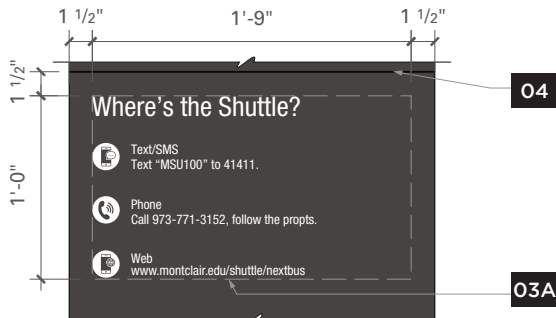 1 1/2" 1'-9" 1 1/2"
1 1/2"
04
Where's the Shuttle?
Text/SMS
Text “MSU100” to 41411.
1'-0"
Phone
Call 973-771-3152, follow the propts.
Web
www.montclair.edu/shuttle/nextbus
03A